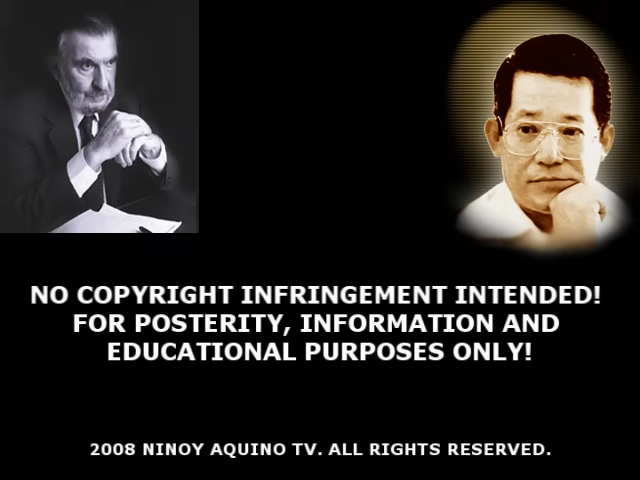 NO COPYRIGHT INFRINGEMENT INTENDED!
FOR POSTERITY, INFORMATION AND
EDUCATIONAL PURPOSES ONLY!
2008 NINOY AQUINO TV. ALL RIGHTS RESERVED.